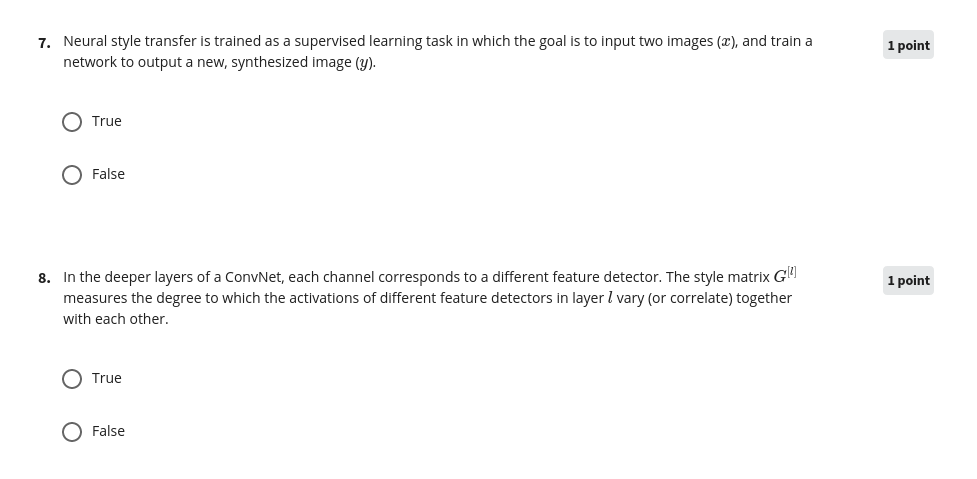 7. Neural style transfer is trained as a supervised learning task in which the goal is to input two images (x), and train a 1 point
network to output a new, synthesized image (y).
True
False
8. In the deeper layers of a ConvNet, each channel corresponds to a different feature detector. The style matrix G^[l] 1 point
measures the degree to which the activations of different feature detectors in layer l vary (or correlate) together
with each other.
True
False